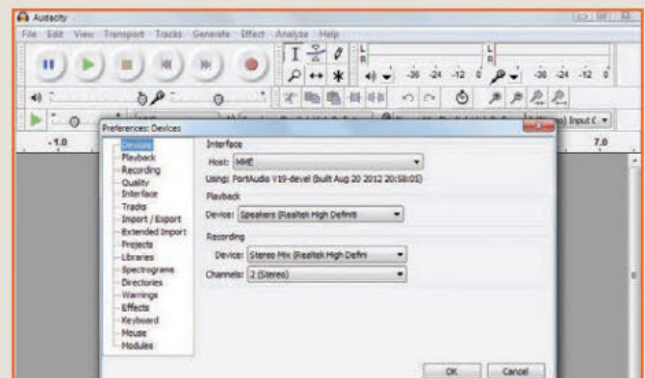 Audacity
File Edit View Transport Tracks Generate Effect Analyze Help
L
R
-36 -24 -12 0
L
R
-36 -24 -12 0
Input C
- 1.0
7.0
Preferences: Devices
Devices
Playback
Recording
Quality
Interface
Tracks
Import / Export
Extended Import
Projects
Libraries
Spectrograms
Directories
Warnings
Effects
Keyboard
Mouse
Modules
Interface
Host: MME
Using: PortAudio V19-devel (built Aug 20 2012 20:58:05)
Playback
Device: Speakers (Realtek High Definiti
Recording
Device: Stereo Mix (Realtek High Defini
Channels: 2 (Stereo)
OK Cancel